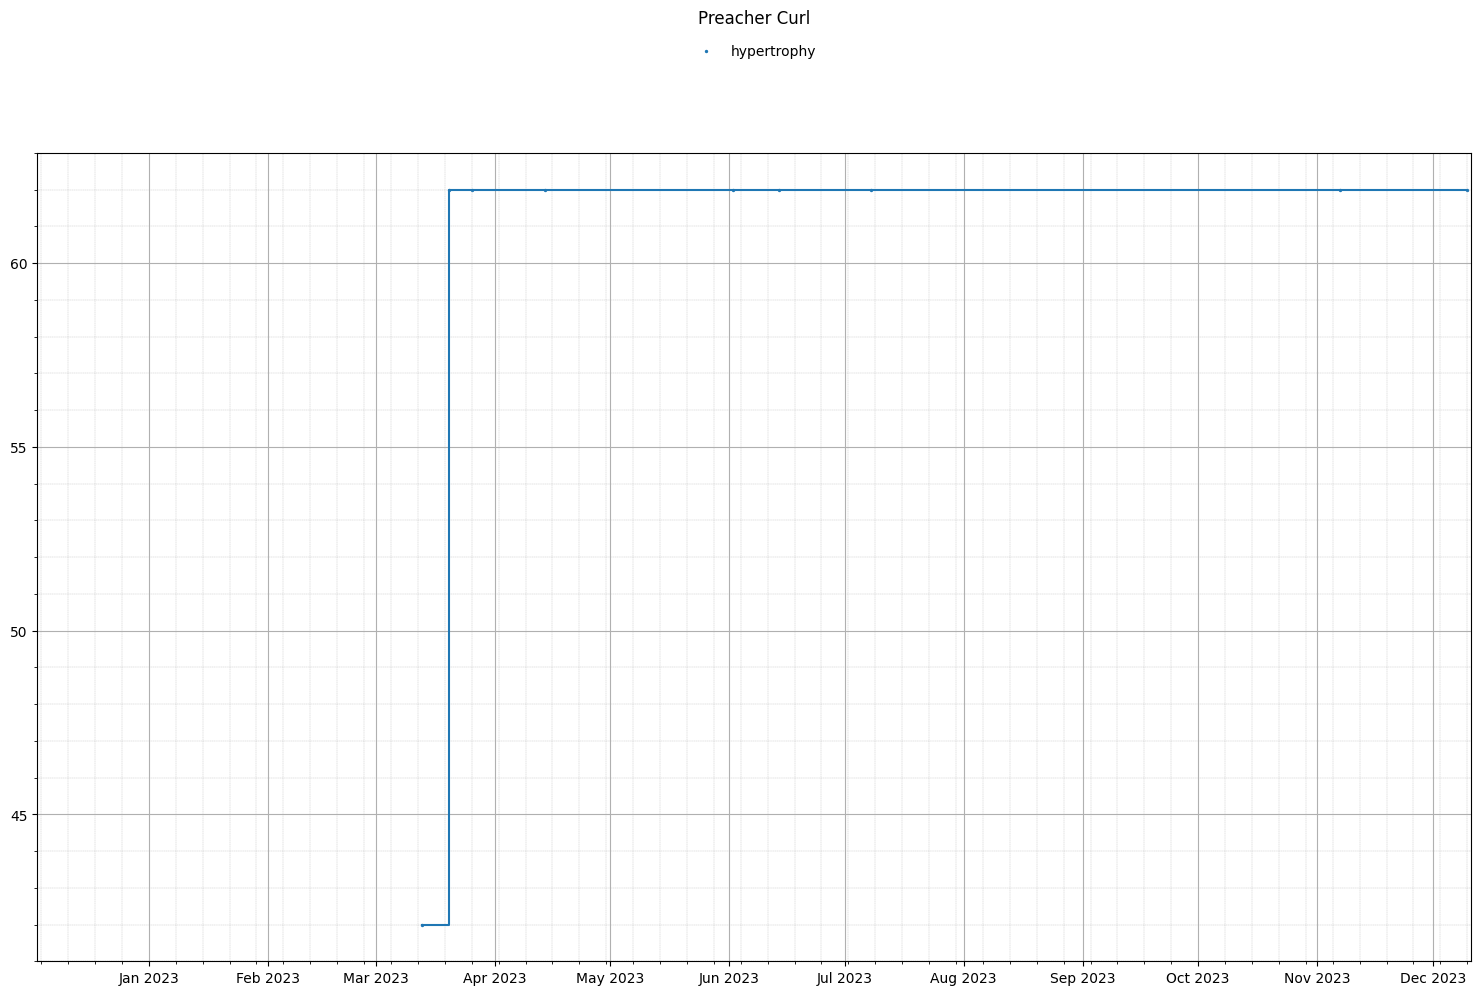 Preacher Curl
hypertrophy
60
55
50
45
Jan 2023
Feb 2023
Mar 2023
Apr 2023
May 2023
Jun 2023
Jul 2023
Aug 2023
Sep 2023
Oct 2023
Nov 2023
Dec 2023